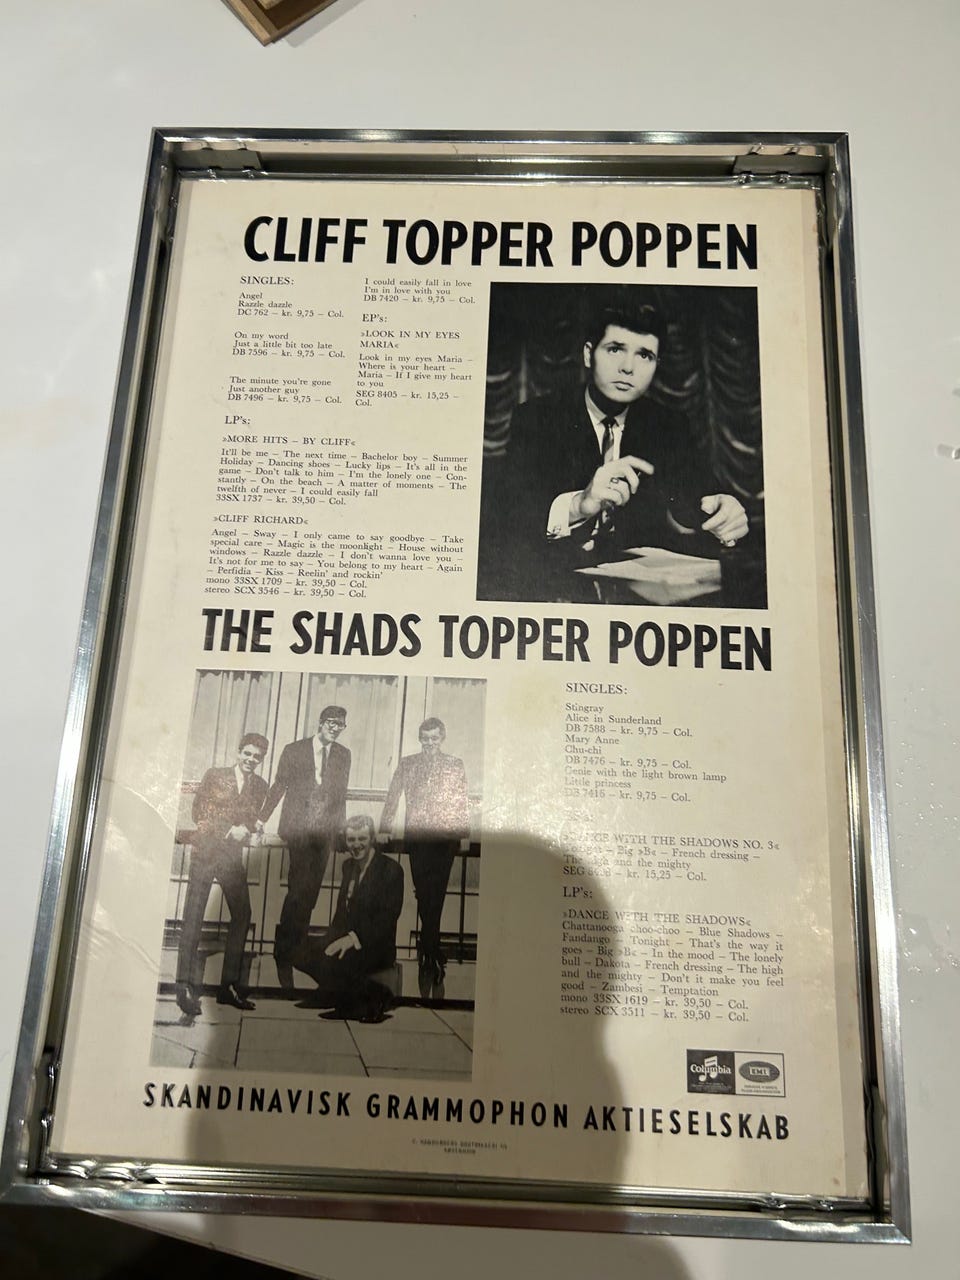 CLIFF TOPPER POPPEN
SINGLES:
Angel
Razzle dazzle
DC 762 – kr. 9,75 – Col.
On my word
Just a little bit too late
DB 7596 – kr. 9,75 – Col.
The minute you're gone
Just another guy
DB 7496 – kr. 9,75 – Col.
I could easily fall in love
I'm in love with you
DB 7420 – kr. 9,75 – Col.
EP's:
»LOOK IN MY EYES
MARIA«
Look in my eyes Maria –
Where is your heart –
Maria – If I give my heart
to you
SEG 8405 – kr. 15,25 –
Col.
LP's:
»MORE HITS – BY CLIFF«
It'll be me – The next time – Bachelor boy – Summer
Holiday – Dancing shoes – Lucky lips – It's all in the
game – Don't talk to him – I'm the lonely one – Con-
stantly – On the beach – A matter of moments – The
twelfth of never – I could easily fall
33SX 1737 – kr. 39,50 – Col.
»CLIFF RICHARD«
Angel – Sway – I only came to say goodbye – Take
special care – Magic is the moonlight – House without
windows – Razzle dazzle – I don't wanna love you –
It's not for me to say – You belong to my heart – Again
– Perfidia – Kiss – Reelin' and rockin'
mono 33SX 1709 – kr. 39,50 – Col.
stereo SCX 3546 – kr. 39,50 – Col.
THE SHADS TOPPER POPPEN
SINGLES:
Stingray
Alice in Sunderland
DB 7588 – kr. 9,75 – Col.
Mary Anne
Chu-chi
DB 7476 – kr. 9,75 – Col.
Genie with the light brown lamp
Little princess
DB 7416 – kr. 9,75 – Col.
WITH THE SHADOWS NO. 3«
– Big »B« – French dressing –
The and the mighty
SEG – kr. 15,25 – Col.
LP's:
»DANCE WITH THE SHADOWS«
Chattanooga choo-choo – Blue Shadows –
Fandango – Tonight – That's the way it
goes – Big »B« – In the mood – The lonely
bull – Dakota – French dressing – The high
and the mighty – Don't it make you feel
good – Zambesi – Temptation
mono 33SX 1619 – kr. 39,50 – Col.
stereo SCX 3511 – kr. 39,50 – Col.
Columbia
EMI
SKANDINAVISK GRAMMOPHON AKTIESELSKAB